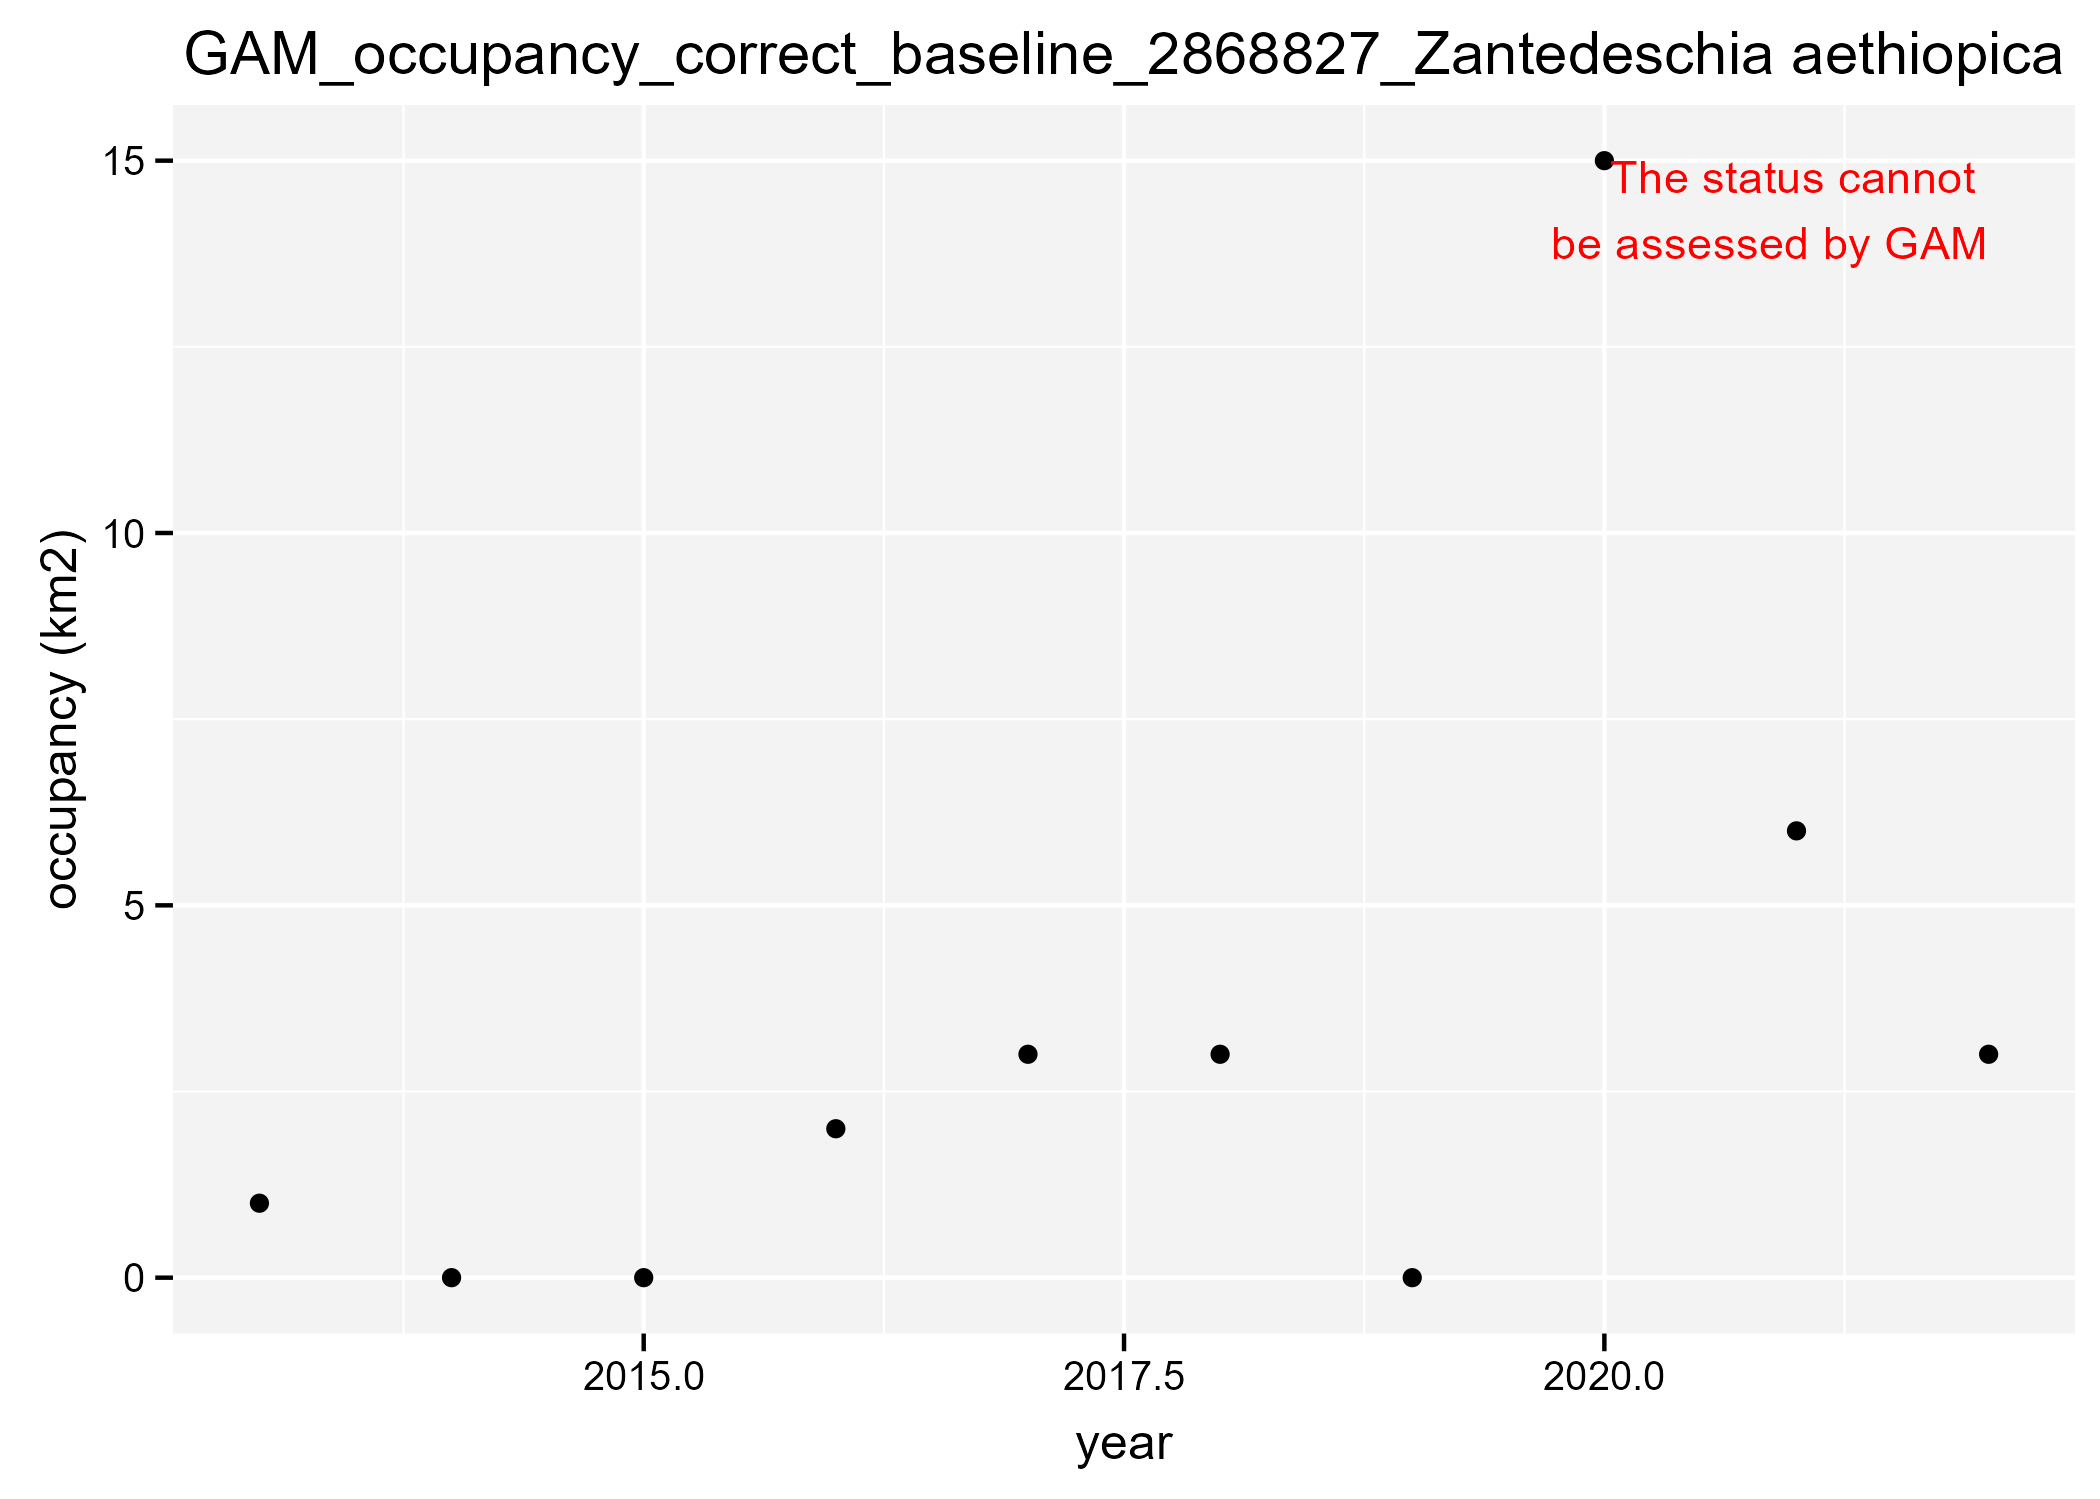 GAM_occupancy_correct_baseline_2868827_Zantedeschia aethiopica
15
The status cannot
be assessed by GAM
10
occupancy (km2)
5
0
2015.0 2017.5 2020.0
year